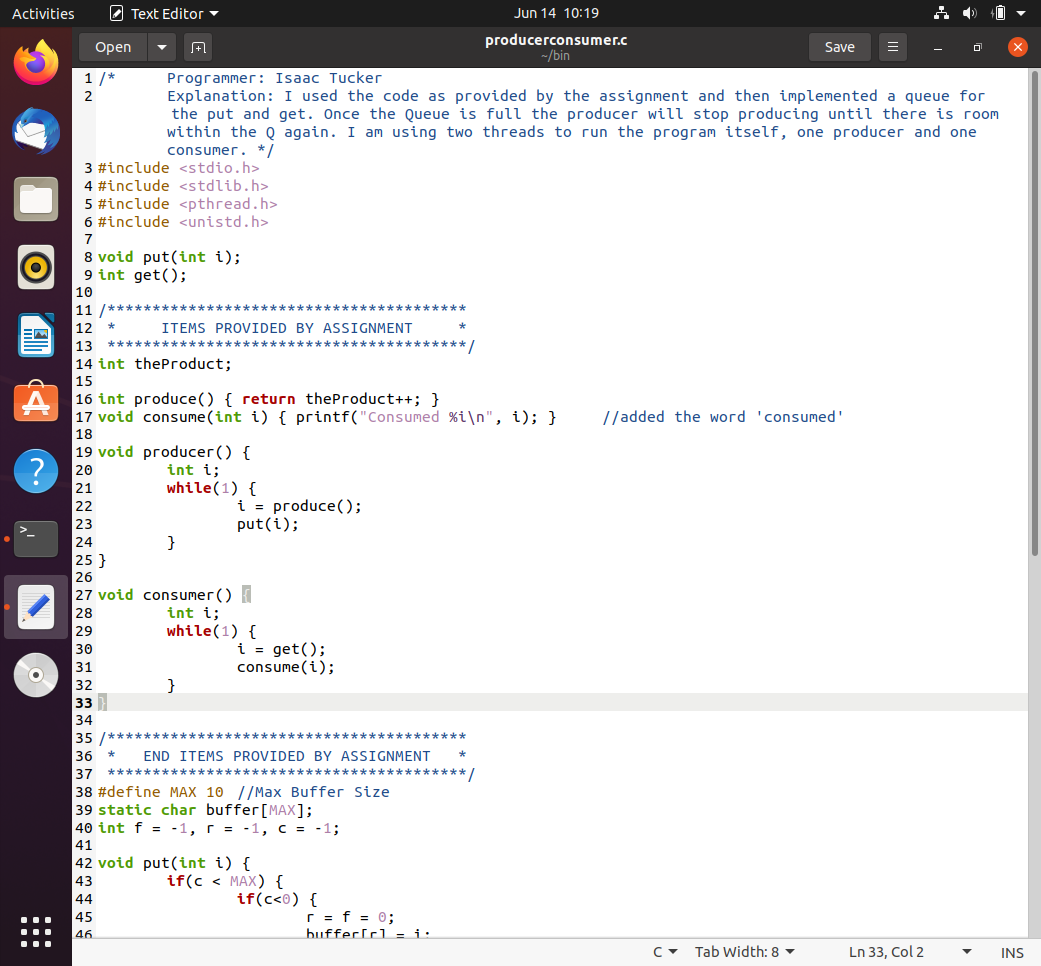 Activities Text Editor Jun 14 10:19
Open producerconsumer.c Save
~/bin
1 /* Programmer: Isaac Tucker
2 Explanation: I used the code as provided by the assignment and then implemented a queue for
the put and get. Once the Queue is full the producer will stop producing until there is room
within the Q again. I am using two threads to run the program itself, one producer and one
consumer. */
3 #include <stdio.h>
4 #include <stdlib.h>
5 #include <pthread.h>
6 #include <unistd.h>
7
8 void put(int i);
9 int get();
10
11 /****************************************
12 * ITEMS PROVIDED BY ASSIGNMENT *
13 ****************************************/
14 int theProduct;
15
16 int produce() { return theProduct++; }
17 void consume(int i) { printf("Consumed %i\n", i); } //added the word 'consumed'
18
19 void producer() {
20 int i;
21 while(1) {
22 i = produce();
23 put(i);
24 }
25 }
26
27 void consumer() {
28 int i;
29 while(1) {
30 i = get();
31 consume(i);
32 }
33 }
34
35 /****************************************
36 * END ITEMS PROVIDED BY ASSIGNMENT *
37 ****************************************/
38 #define MAX 10 //Max Buffer Size
39 static char buffer[MAX];
40 int f = -1, r = -1, c = -1;
41
42 void put(int i) {
43 if(c < MAX) {
44 if(c<0) {
45 r = f = 0;
46 buffer[r] = i;
C Tab Width: 8 Ln 33, Col 2 INS